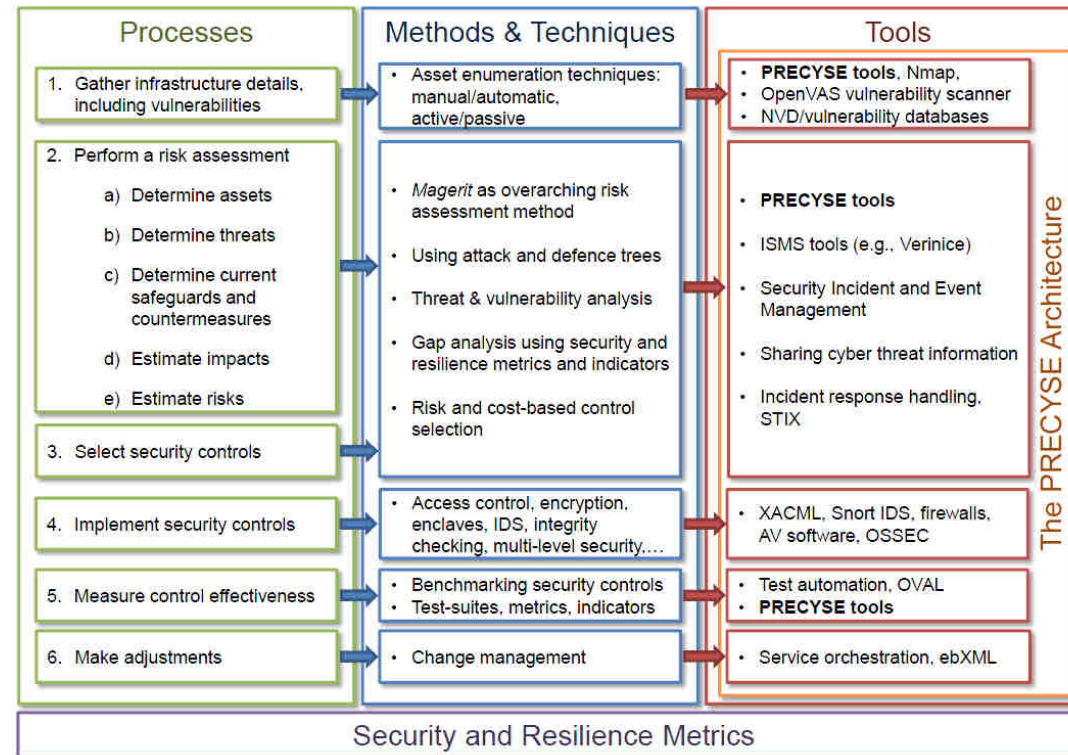 Processes
1. Gather infrastructure details,
including vulnerabilities
2. Perform a risk assessment
a) Determine assets
b) Determine threats
c) Determine current
safeguards and
countermeasures
d) Estimate impacts
e) Estimate risks
3. Select security controls
4. Implement security controls
5. Measure control effectiveness
6. Make adjustments
Methods & Techniques
• Asset enumeration techniques:
manual/automatic,
active/passive
• Magerit as overarching risk
assessment method
• Using attack and defence trees
• Threat & vulnerability analysis
• Gap analysis using security and
resilience metrics and indicators
• Risk and cost-based control
selection
• Access control, encryption,
enclaves, IDS, integrity
checking, multi-level security,…
• Benchmarking security controls
• Test-suites, metrics, indicators
• Change management
Tools
• PRECYSE tools, Nmap,
• OpenVAS vulnerability scanner
• NVD/vulnerability databases
• PRECYSE tools
• ISMS tools (e.g., Verinice)
• Security Incident and Event
Management
• Sharing cyber threat information
• Incident response handling,
STIX
• XACML, Snort IDS, firewalls,
AV software, OSSEC
• Test automation, OVAL
• PRECYSE tools
• Service orchestration, ebXML
The PRECYSE Architecture
Security and Resilience Metrics